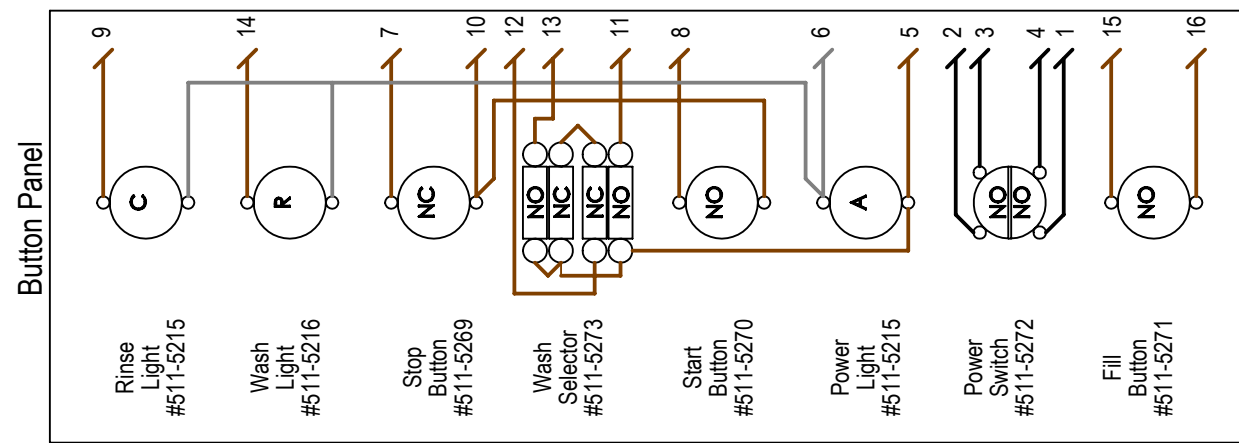 Button Panel
9
14
7
10
12
13
11
8
6
5
2
3
4
1
15
16
C
R
NC
NO
NC
NC
NO
NO
A
NO
NO
NO
Rinse
Light
#511-5215
Wash
Light
#511-5216
Stop
Button
#511-5269
Wash
Selector
#511-5273
Start
Button
#511-5270
Power
Light
#511-5215
Power
Switch
#511-5272
Fill
Button
#511-5271